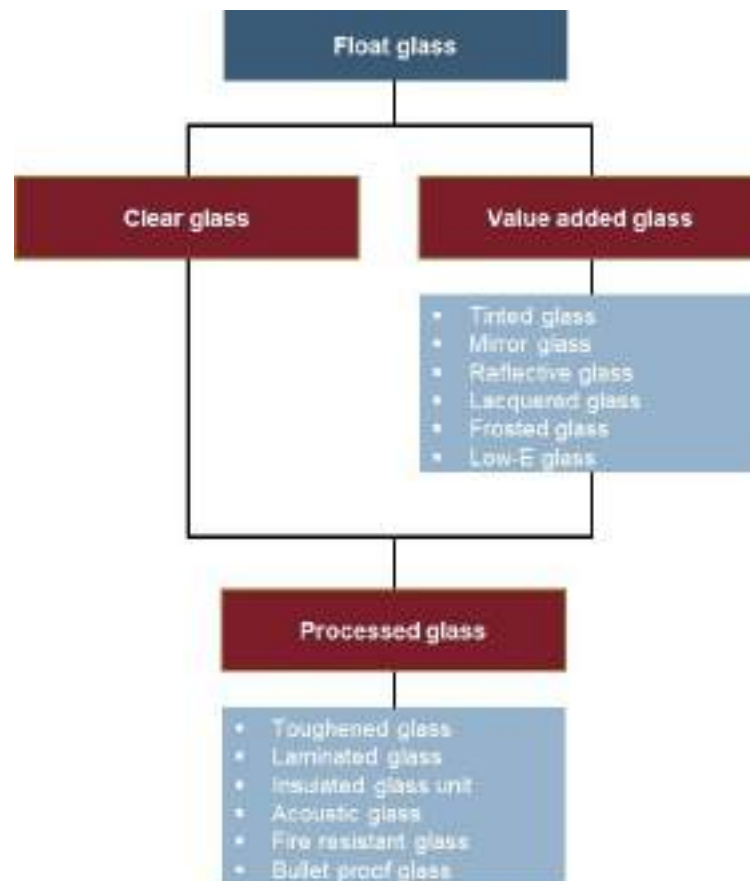 Float glass
Clear glass
Value added glass
▪ Tinted glass
▪ Mirror glass
▪ Reflective glass
▪ Lacquered glass
▪ Frosted glass
▪ Low-E glass
Processed glass
▪ Toughened glass
▪ Laminated glass
▪ Insulated glass unit
▪ Acoustic glass
▪ Fire resistant glass
▪ Bullet proof glass